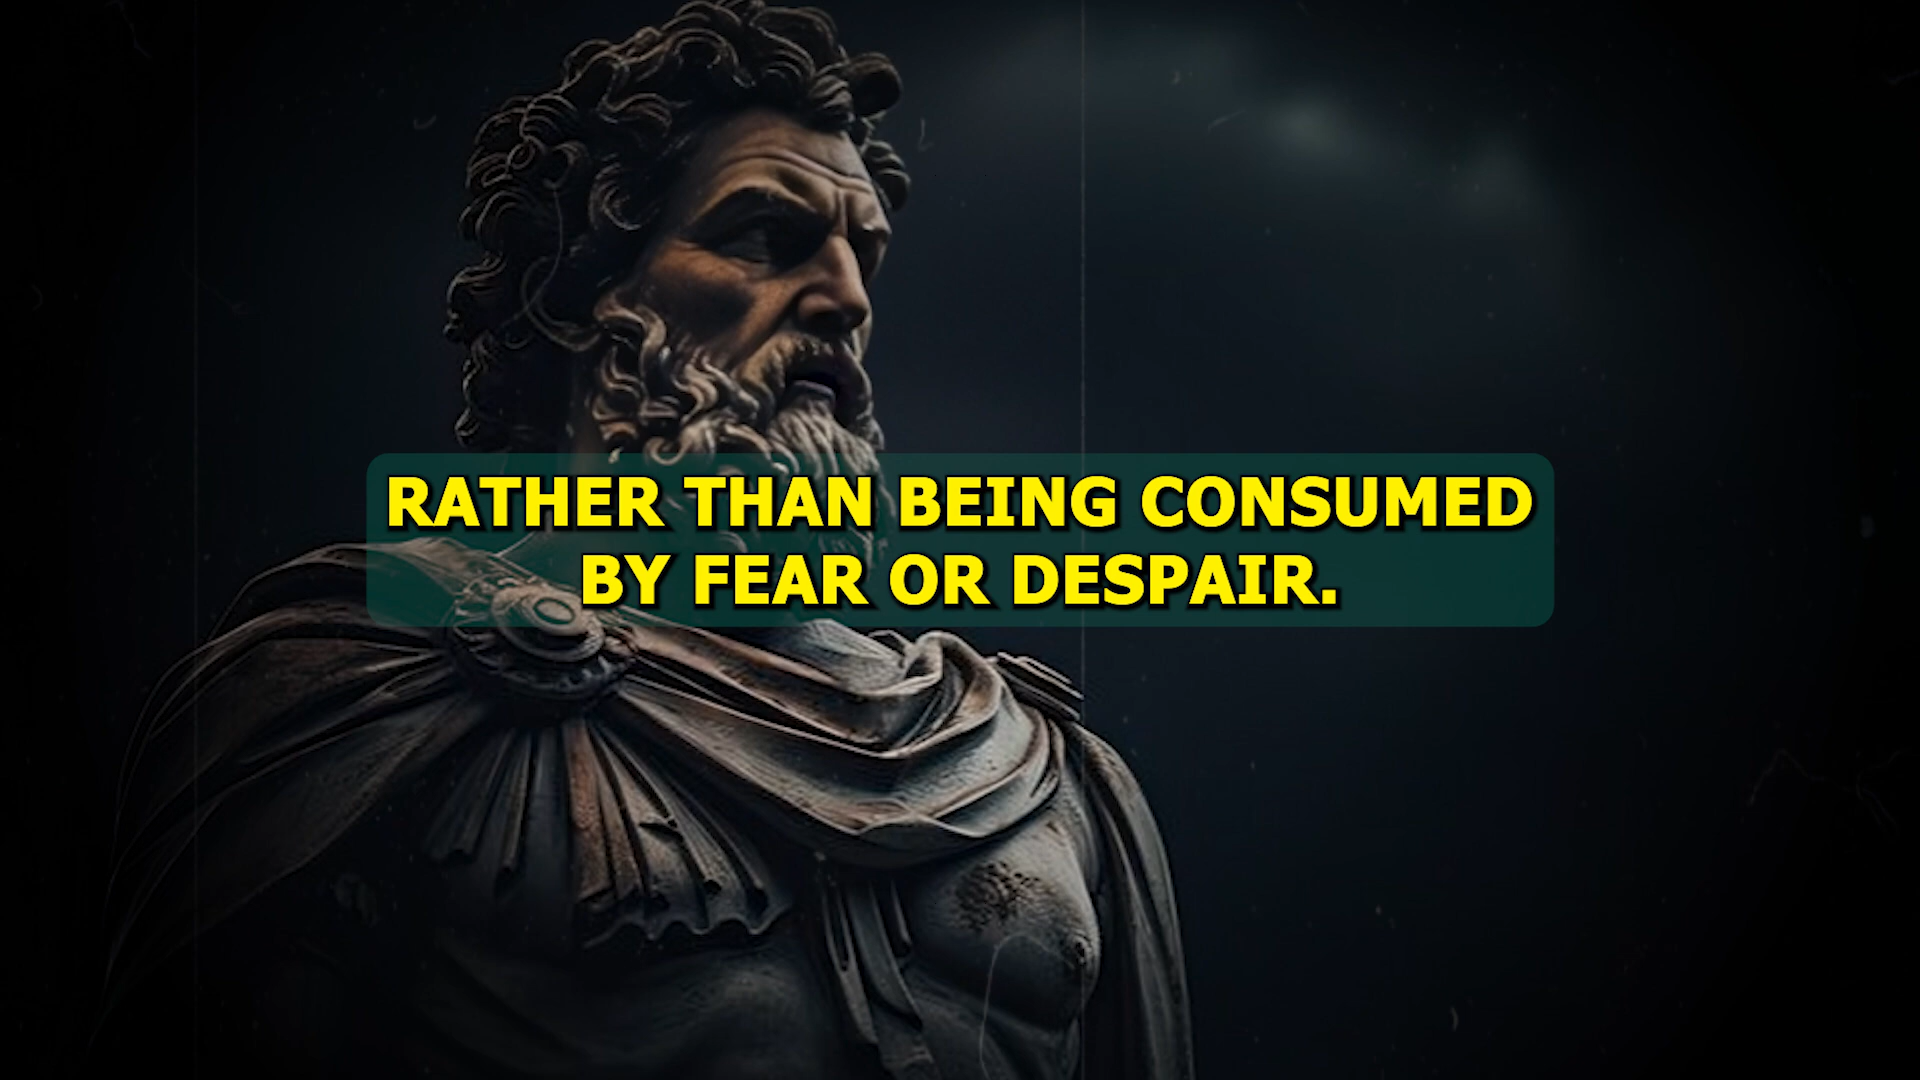 RATHER THAN BEING CONSUMED
BY FEAR OR DESPAIR.